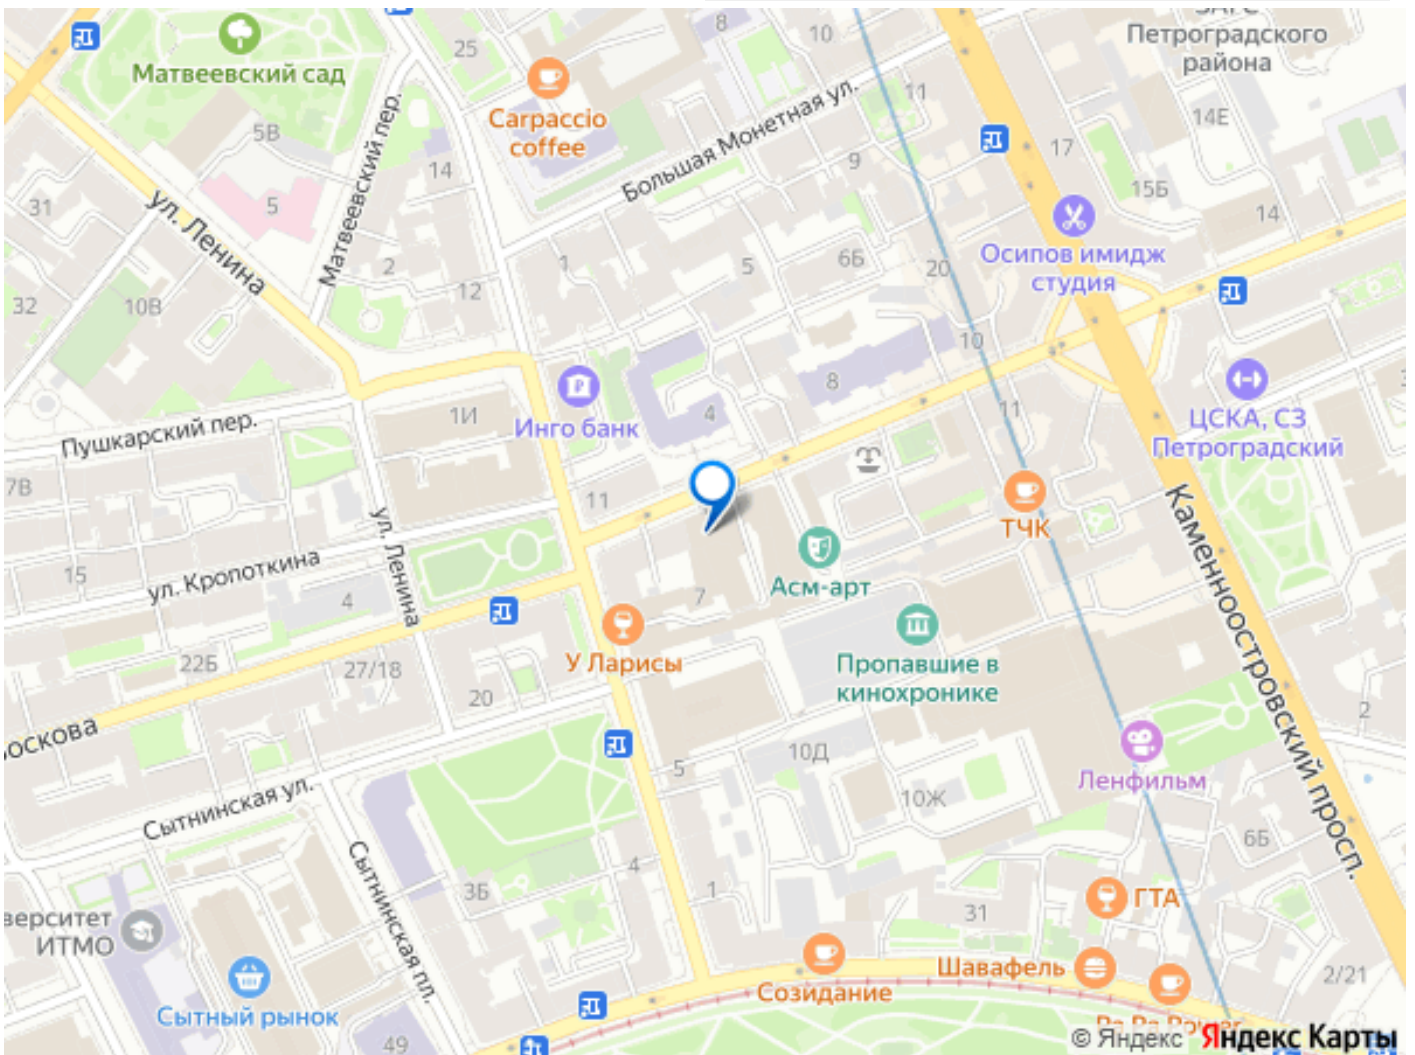 ЗАГС
Петроградского
района
8
10
25
Матвеевский сад
Carpaccio
coffee
11
14Е
5В
Матвеевский пер.
Большая Монетная ул.
17
9
14
15Б
31
5
ул. Ленина
14
Осипов имидж
студия
2
1
5
6Б
20
12
32
10В
10
8
ЦСКА, СЗ
Петроградский
1И
Инго банк
4
11
Пушкарский пер.
7В
11
ТЧК
Каменноостровский просп.
ул. Ленина
15
ул. Кропоткина
4
7
Асм-арт
У Ларисы
Пропавшие в
кинохронике
22Б
27/18
20
2
5
10Д
Ленфильм
10Ж
Сытнинская ул.
6Б
4
3Б
1
Сытнинская пл.
ИТМО
31
ГТА
Шавафель
2/21
Созидание
Сытный рынок
49
© Яндекс Яндекс Карты